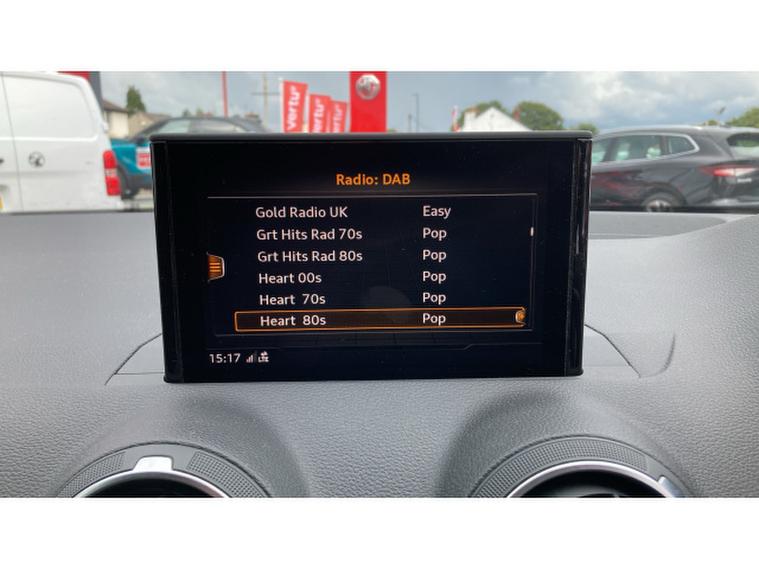 vertu
Radio: DAB
Gold Radio UK Easy
Grt Hits Rad 70s Pop
Grt Hits Rad 80s Pop
Heart 00s Pop
Heart 70s Pop
Heart 80s Pop
15:17 LTE